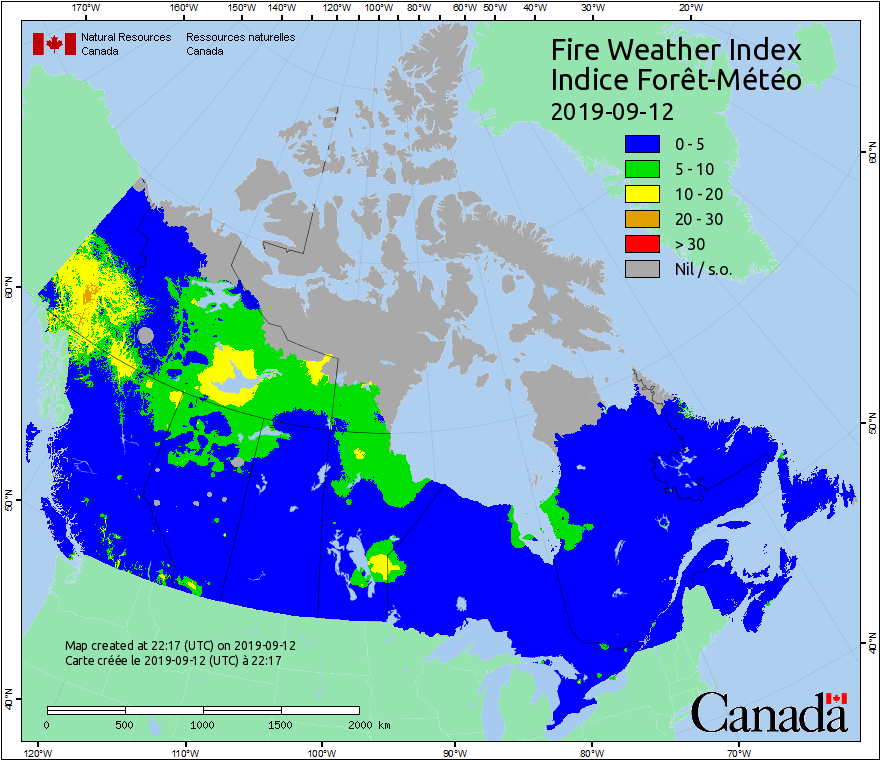 170°W 160°W 150°W 140°W 120°W 100°W 80°W 60°W 50°W 40°W 30°W 20°W
Natural Resources Ressources naturelles
Canada Canada
Fire Weather Index
Indice Forêt-Météo
2019-09-12
0 - 5
5 - 10
10 - 20
20 - 30
> 30
Nil / s.o.
60°N
60°N
50°N
50°N
40°N
40°N
Map created at 22:17 (UTC) on 2019-09-12
Carte créée le 2019-09-12 (UTC) à 22:17
0 500 1000 1500 2000 km
Canada
120°W 110°W 100°W 90°W 80°W 70°W